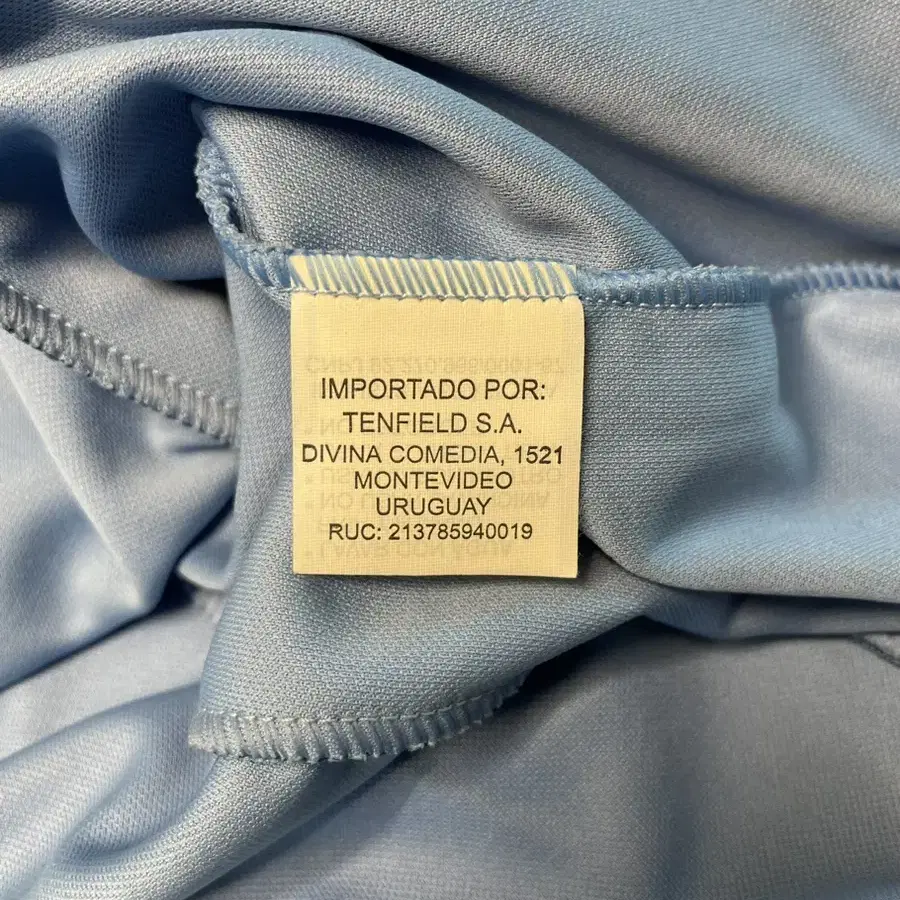 IMPORTADO POR:
TENFIELD S.A.
DIVINA COMEDIA, 1521
MONTEVIDEO
URUGUAY
RUC: 213785940019